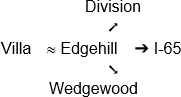 Division
➚
Villa ≈ Edgehill ➔ I-65
➘
Wedgewood